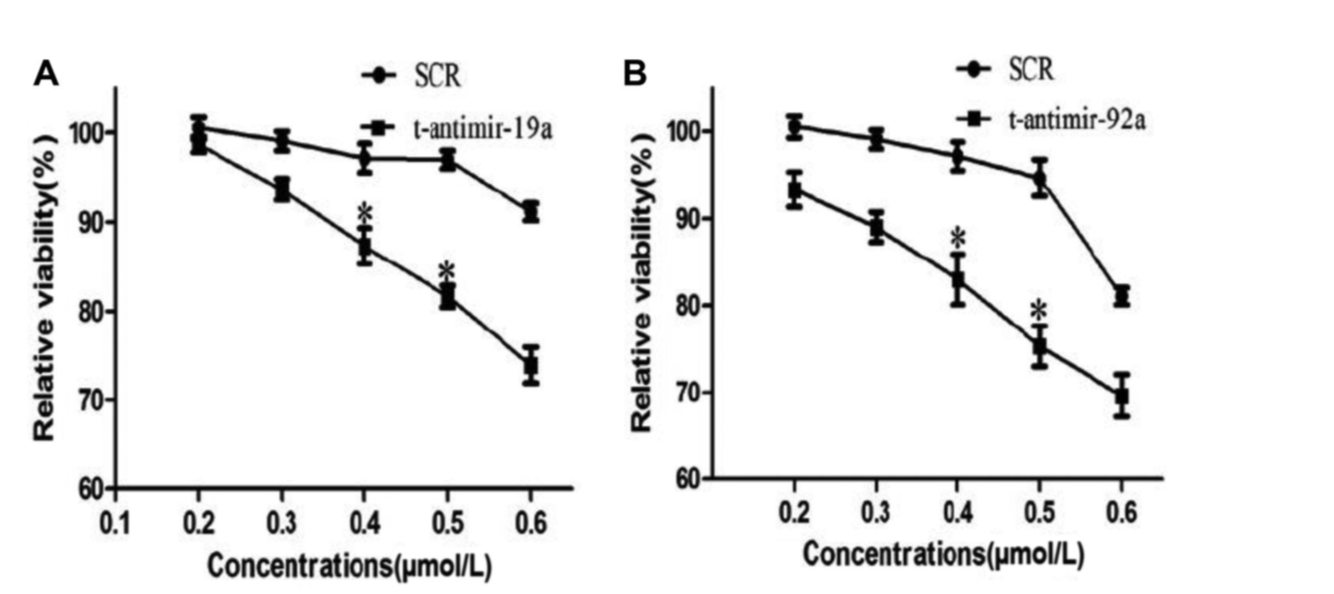 A
SCR
t-antimir-19a
Relative viability(%)
100
90
80
70
60
*
*
0.1 0.2 0.3 0.4 0.5 0.6
Concentrations(μmol/L)
B
SCR
t-antimir-92a
Relative viability(%)
100
90
80
70
60
*
*
0.2 0.3 0.4 0.5 0.6
Concentrations(μmol/L)